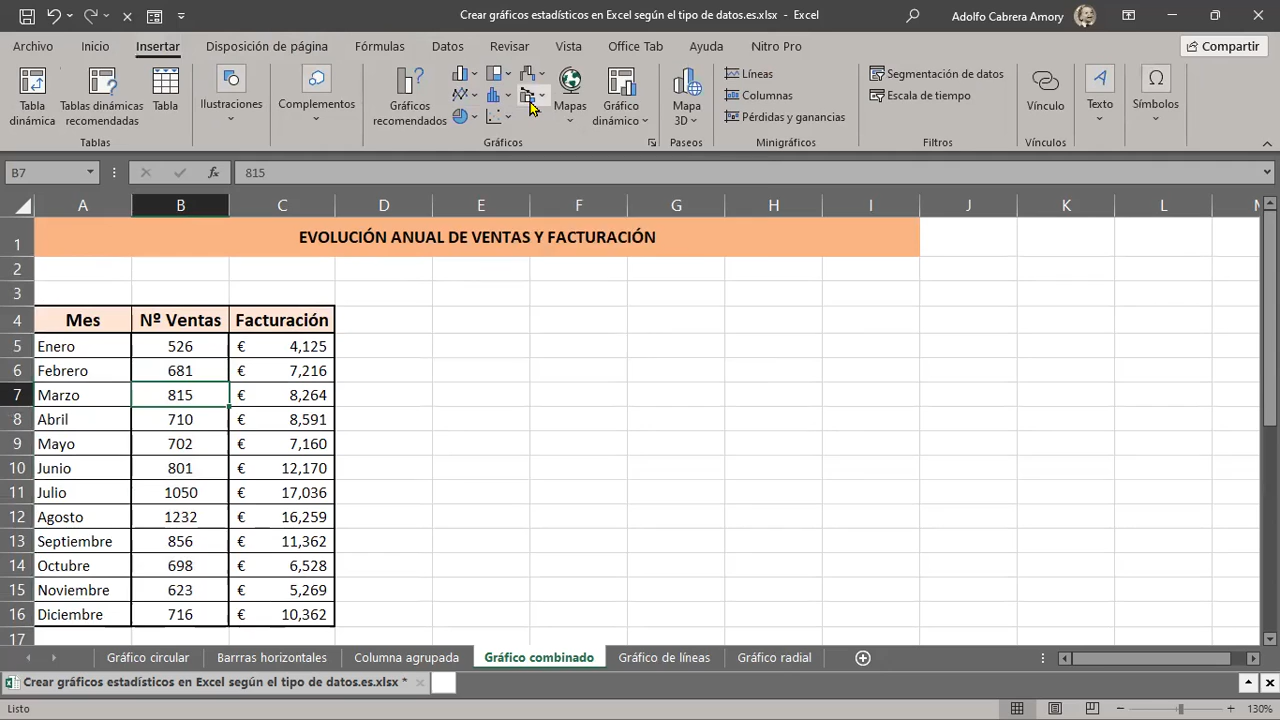 Crear gráficos estadísticos en Excel según el tipo de datos.es.xlsx - Excel
Adolfo Cabrera Amory
Archivo Inicio Insertar Disposición de página Fórmulas Datos Revisar Vista Office Tab Ayuda Nitro Pro Compartir
Tabla dinámica
Tablas dinámicas recomendadas
Tabla
Tablas
Ilustraciones
Complementos
Gráficos recomendados
Mapas
Gráfico dinámico
Gráficos
Mapa 3D
Paseos
Líneas
Columnas
Pérdidas y ganancias
Minigráficos
Segmentación de datos
Escala de tiempo
Filtros
Vínculo
Vínculos
Texto
Símbolos
B7 fx 815
A B C D E F G H I J K L M
1 EVOLUCIÓN ANUAL DE VENTAS Y FACTURACIÓN
2
3
4 Mes Nº Ventas Facturación
5 Enero 526 € 4,125
6 Febrero 681 € 7,216
7 Marzo 815 € 8,264
8 Abril 710 € 8,591
9 Mayo 702 € 7,160
10 Junio 801 € 12,170
11 Julio 1050 € 17,036
12 Agosto 1232 € 16,259
13 Septiembre 856 € 11,362
14 Octubre 698 € 6,528
15 Noviembre 623 € 5,269
16 Diciembre 716 € 10,362
17
Gráfico circular Barrras horizontales Columna agrupada Gráfico combinado Gráfico de líneas Gráfico radial
Crear gráficos estadísticos en Excel según el tipo de datos.es.xlsx *
Listo 130%